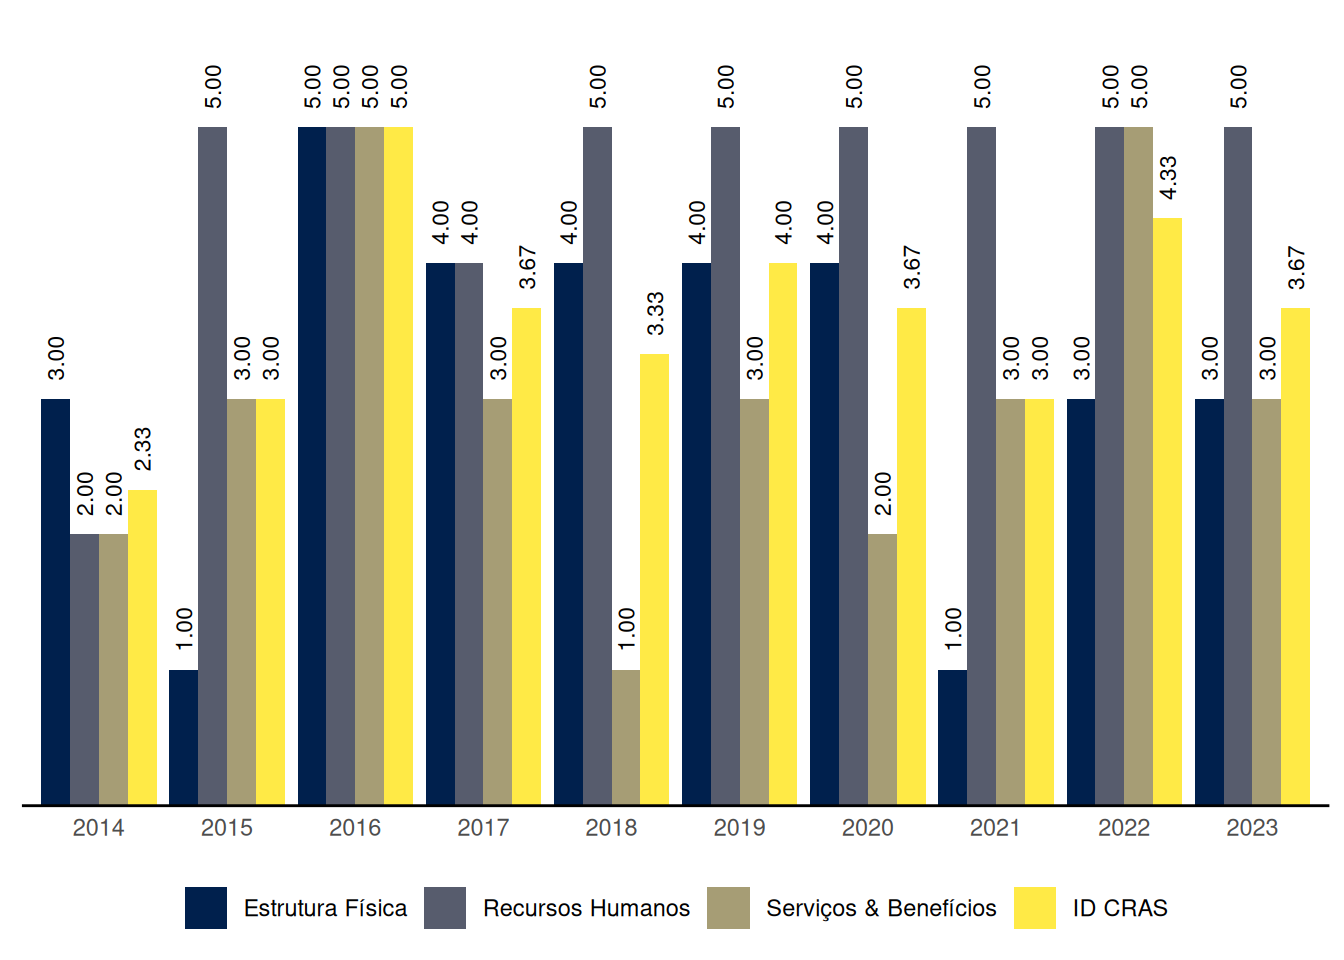 3.00 2.00 2.00 2.33
1.00 5.00 3.00 3.00
5.00 5.00 5.00 5.00
4.00 4.00 3.00 3.67
4.00 5.00 1.00 3.33
4.00 5.00 3.00 4.00
4.00 5.00 2.00 3.67
1.00 5.00 3.00 3.00
3.00 5.00 5.00 4.33
3.00 5.00 3.00 3.67
2014 2015 2016 2017 2018 2019 2020 2021 2022 2023
Estrutura Física Recursos Humanos Serviços & Benefícios ID CRAS